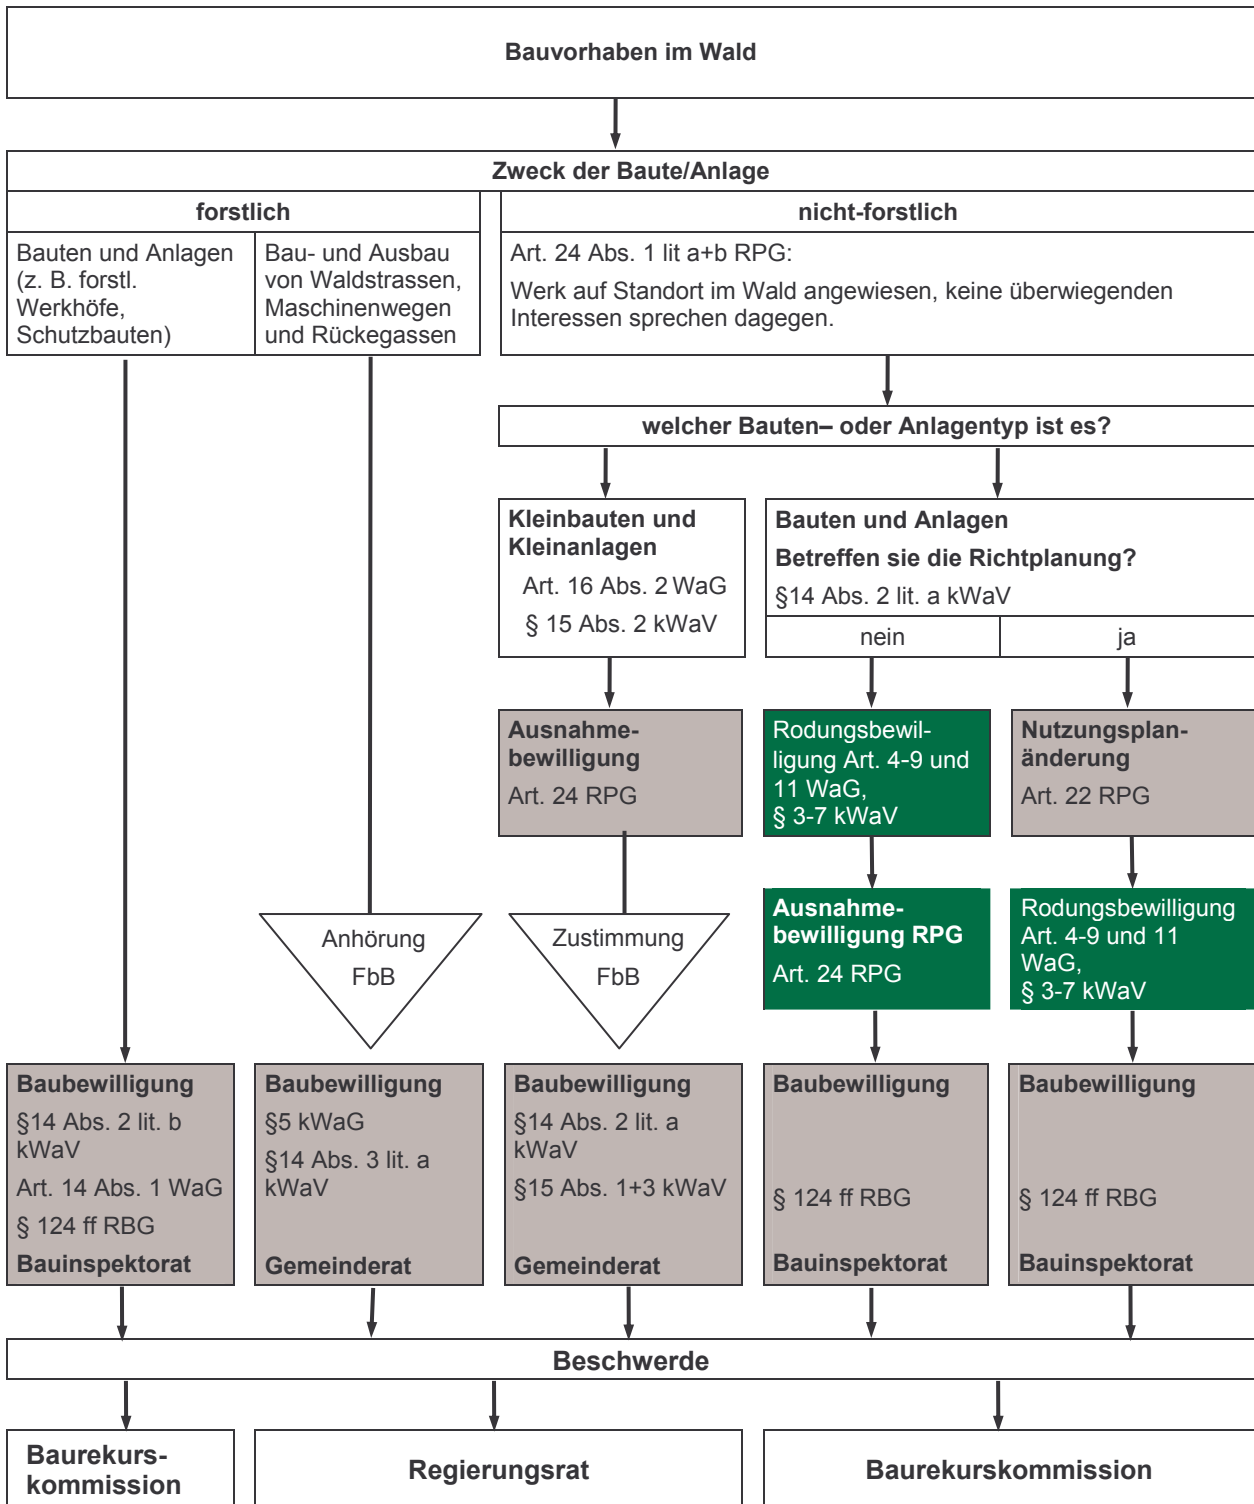 Bauvorhaben im Wald
Zweck der Baute/Anlage
forstlich
nicht-forstlich
Bauten und Anlagen
(z. B. forstl.
Werkhöfe,
Schutzbauten)
Bau- und Ausbau
von Waldstrassen,
Maschinenwegen
und Rückegassen
Art. 24 Abs. 1 lit a+b RPG:
Werk auf Standort im Wald angewiesen, keine überwiegenden
Interessen sprechen dagegen.
welcher Bauten– oder Anlagentyp ist es?
Kleinbauten und
Kleinanlagen
Art. 16 Abs. 2 WaG
§ 15 Abs. 2 kWaV
Bauten und Anlagen
Betreffen sie die Richtplanung?
§14 Abs. 2 lit. a kWaV
nein
ja
Ausnahme-
bewilligung
Art. 24 RPG
Rodungsbewil-
ligung Art. 4-9 und
11 WaG,
§ 3-7 kWaV
Nutzungsplan-
änderung
Art. 22 RPG
Anhörung
FbB
Zustimmung
FbB
Ausnahme-
bewilligung RPG
Art. 24 RPG
Rodungsbewilligung
Art. 4-9 und 11
WaG,
§ 3-7 kWaV
Baubewilligung
§14 Abs. 2 lit. b
kWaV
Art. 14 Abs. 1 WaG
§ 124 ff RBG
Bauinspektorat
Baubewilligung
§5 kWaG
§14 Abs. 3 lit. a
kWaV
Gemeinderat
Baubewilligung
§14 Abs. 2 lit. a
kWaV
§15 Abs. 1+3 kWaV
Gemeinderat
Baubewilligung
§ 124 ff RBG
Bauinspektorat
Baubewilligung
§ 124 ff RBG
Bauinspektorat
Beschwerde
Baurekurs-
kommission
Regierungsrat
Baurekurskommission